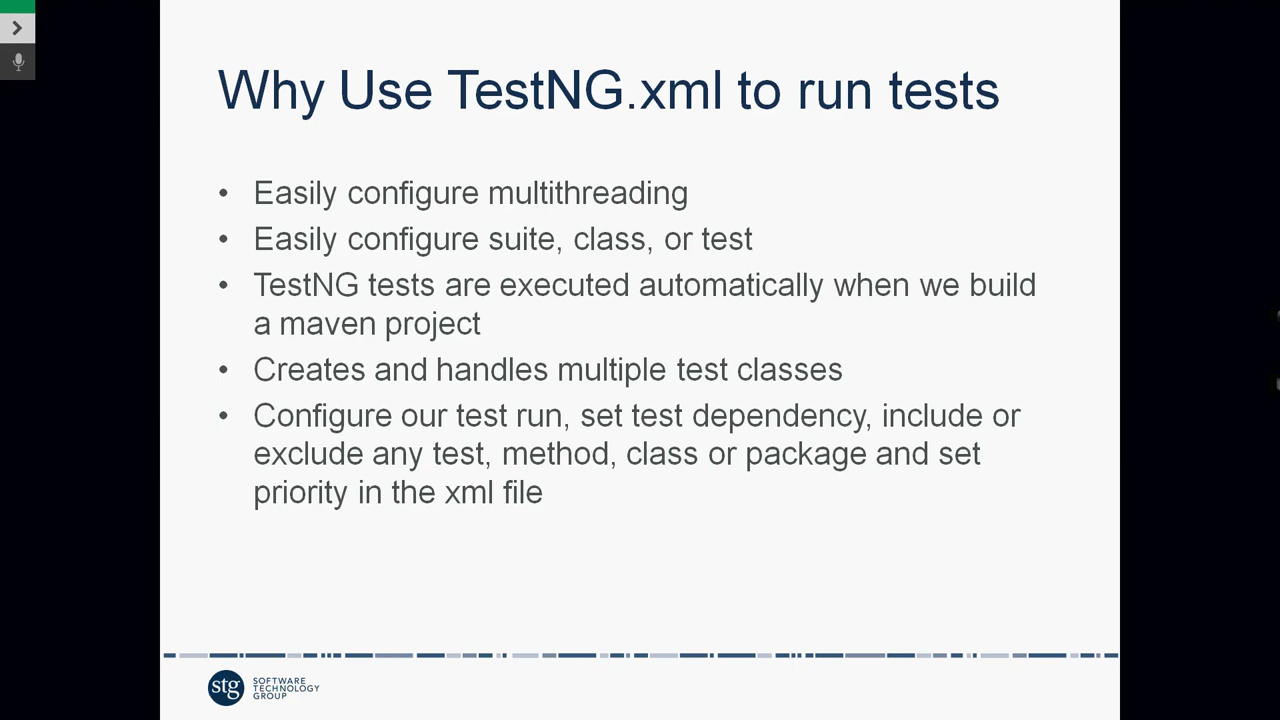 Why Use TestNG.xml to run tests
• Easily configure multithreading
• Easily configure suite, class, or test
• TestNG tests are executed automatically when we build
a maven project
• Creates and handles multiple test classes
• Configure our test run, set test dependency, include or
exclude any test, method, class or package and set
priority in the xml file
stg
SOFTWARE
TECHNOLOGY
GROUP